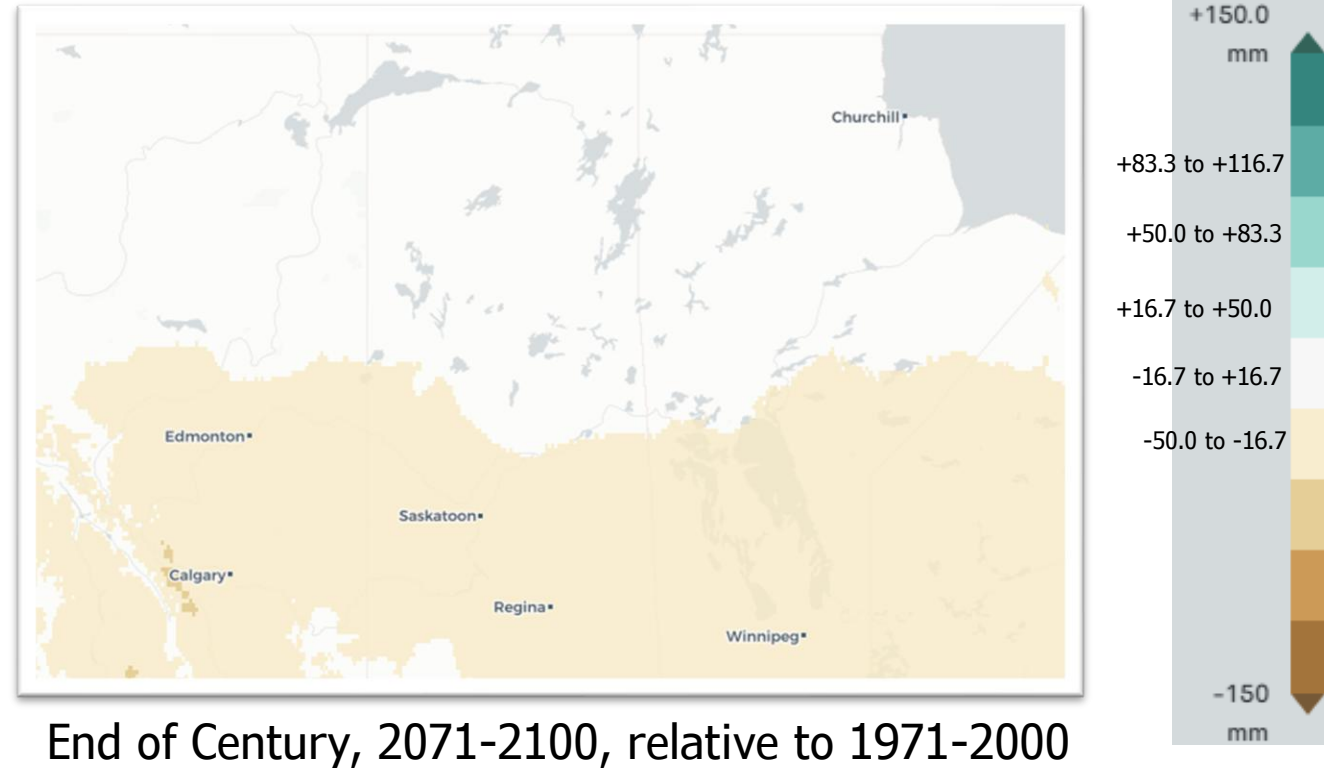 +150.0
mm
Churchill
+83.3 to +116.7
+50.0 to +83.3
+16.7 to +50.0
-16.7 to +16.7
Edmonton
-50.0 to -16.7
Saskatoon
Calgary
Regina
Winnipeg
-150
mm
End of Century, 2071-2100, relative to 1971-2000